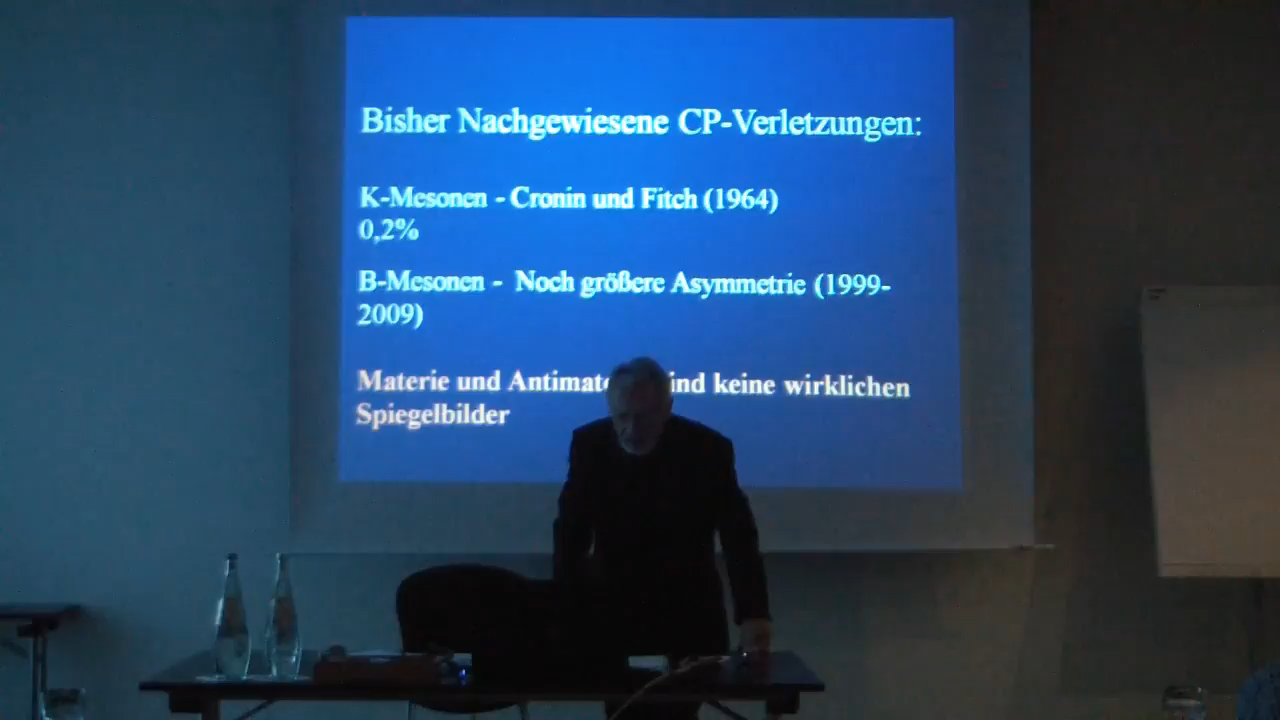 Bisher Nachgewiesene CP-Verletzungen:
K-Mesonen - Cronin und Fitch (1964)
0,2%
B-Mesonen - Noch größere Asymmetrie (1999-
2009)
Materie und keine wirklichen
Spiegelbilder